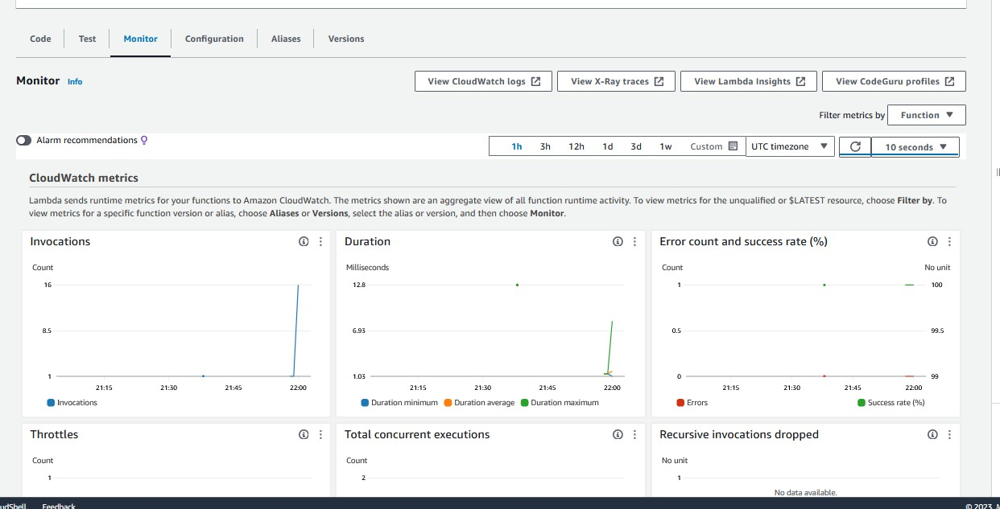 Code Test Monitor Configuration Aliases Versions
Monitor Info View CloudWatch logs View X-Ray traces View Lambda Insights View CodeGuru profiles
Filter metrics by Function
Alarm recommendations 1h 3h 12h 1d 3d 1w Custom UTC timezone 10 seconds
CloudWatch metrics
Lambda sends runtime metrics for your functions to Amazon CloudWatch. The metrics shown are an aggregate view of all function runtime activity. To view metrics for the unqualified or $LATEST resource, choose Filter by. To
view metrics for a specific function version or alias, choose Aliases or Versions, select the alias or version, and then choose Monitor.
Invocations
Count
16
8.5
1
21:15 21:30 21:45 22:00
Invocations
Duration
Milliseconds
12.8
6.93
1.03
21:15 21:30 21:45 22:00
Duration minimum Duration average Duration maximum
Error count and success rate (%)
Count No unit
1 100
0.5 99.5
0 99
21:15 21:30 21:45 22:00
Errors Success rate (%)
Throttles
Count
1
Total concurrent executions
Count
2
Recursive invocations dropped
No unit
1
No data available.
udShell Feedback © 2023, A